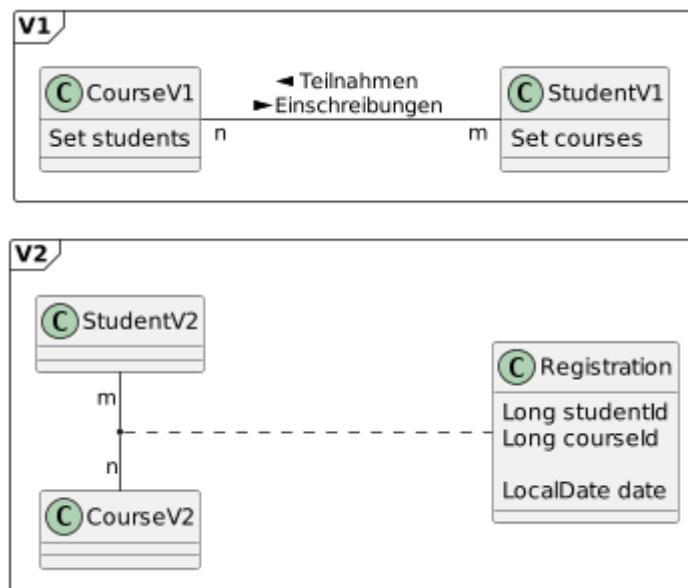 V1
C CourseV1
Set students
◄ Teilnahmen
►Einschreibungen
n
m
C StudentV1
Set courses
V2
C StudentV2
m
n
C CourseV2
C Registration
Long studentId
Long courseId
LocalDate date